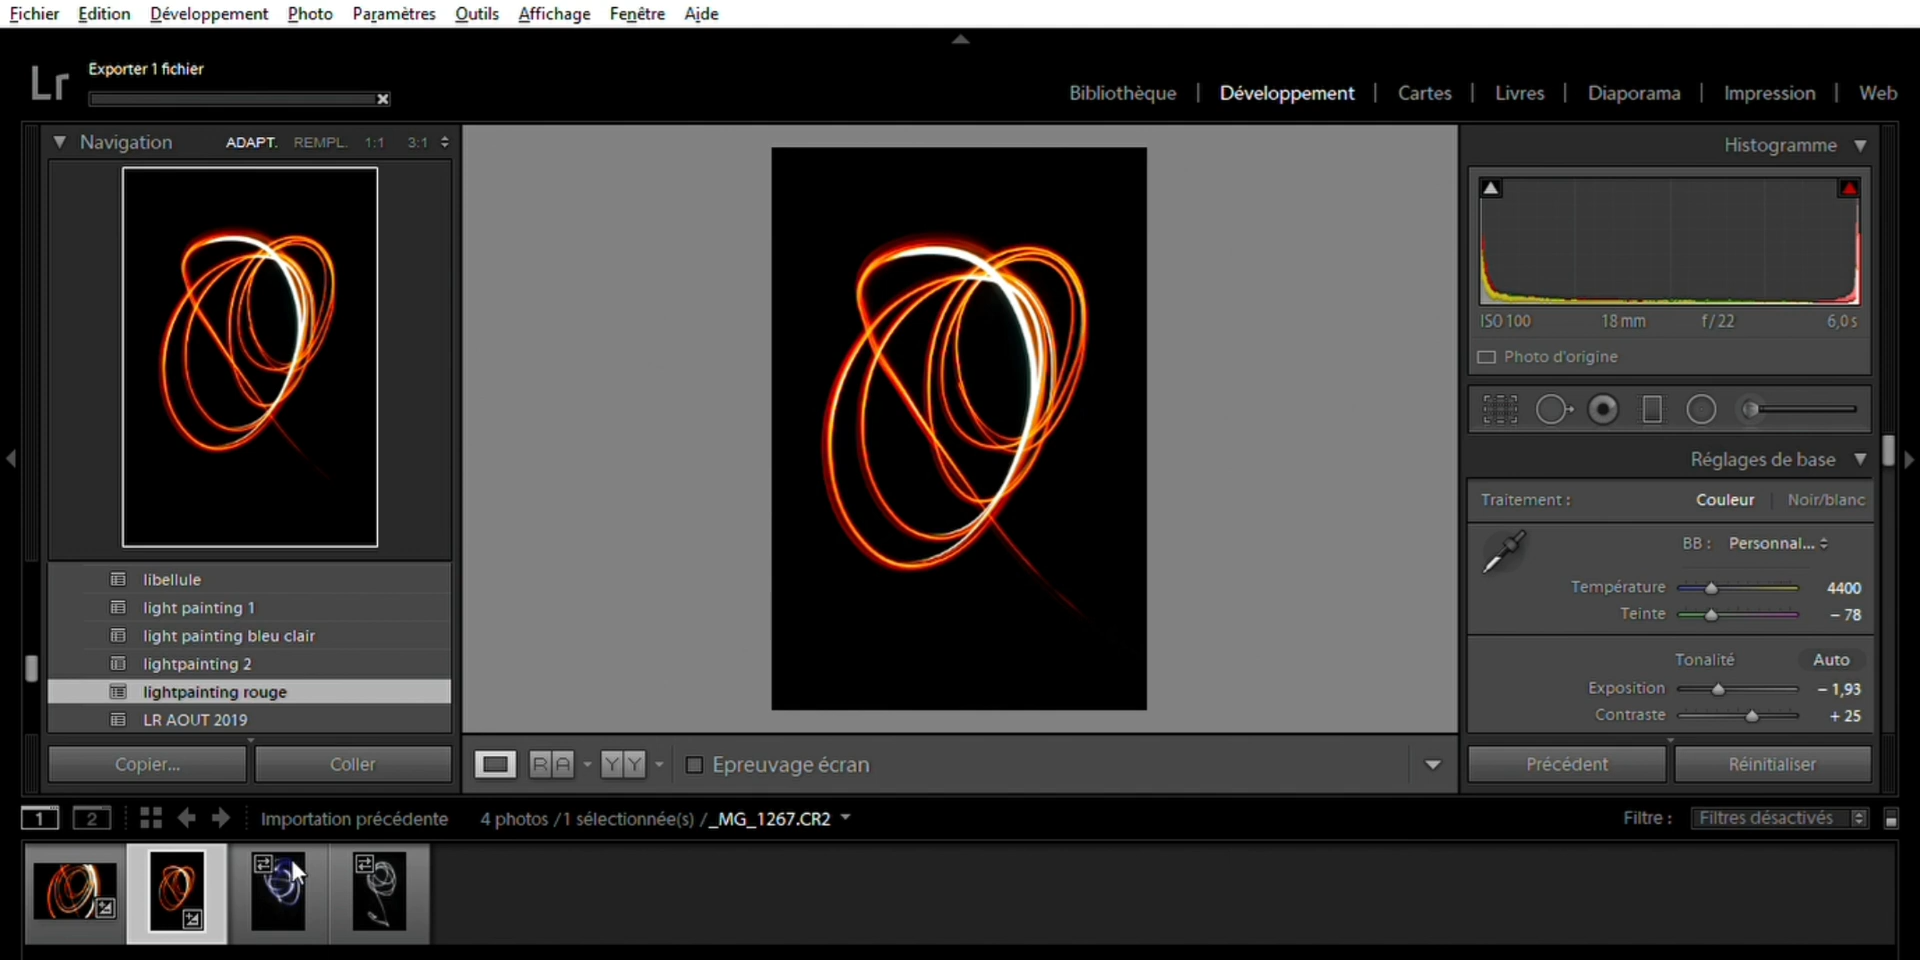 Fichier Edition Développement Photo Paramètres Outils Affichage Fenêtre Aide
Lr
Exporter 1 fichier
Bibliothèque | Développement | Cartes | Livres | Diaporama | Impression | Web
Navigation ADAPT. REMPL. 1:1 3:1
libellule
light painting 1
light painting bleu clair
lightpainting 2
lightpainting rouge
LR AOUT 2019
Copier... Coller
RA YY Epreuvage écran
Histogramme
ISO 100 18 mm f/22 6,0 s
Photo d'origine
Réglages de base
Traitement : Couleur | Noir/blanc
BB : Personnal...
Température 4400
Teinte – 78
Tonalité Auto
Exposition – 1,93
Contraste + 25
Précédent Réinitialiser
1 2 Importation précédente 4 photos /1 sélectionnée(s) /_MG_1267.CR2 Filtre : Filtres désactivés